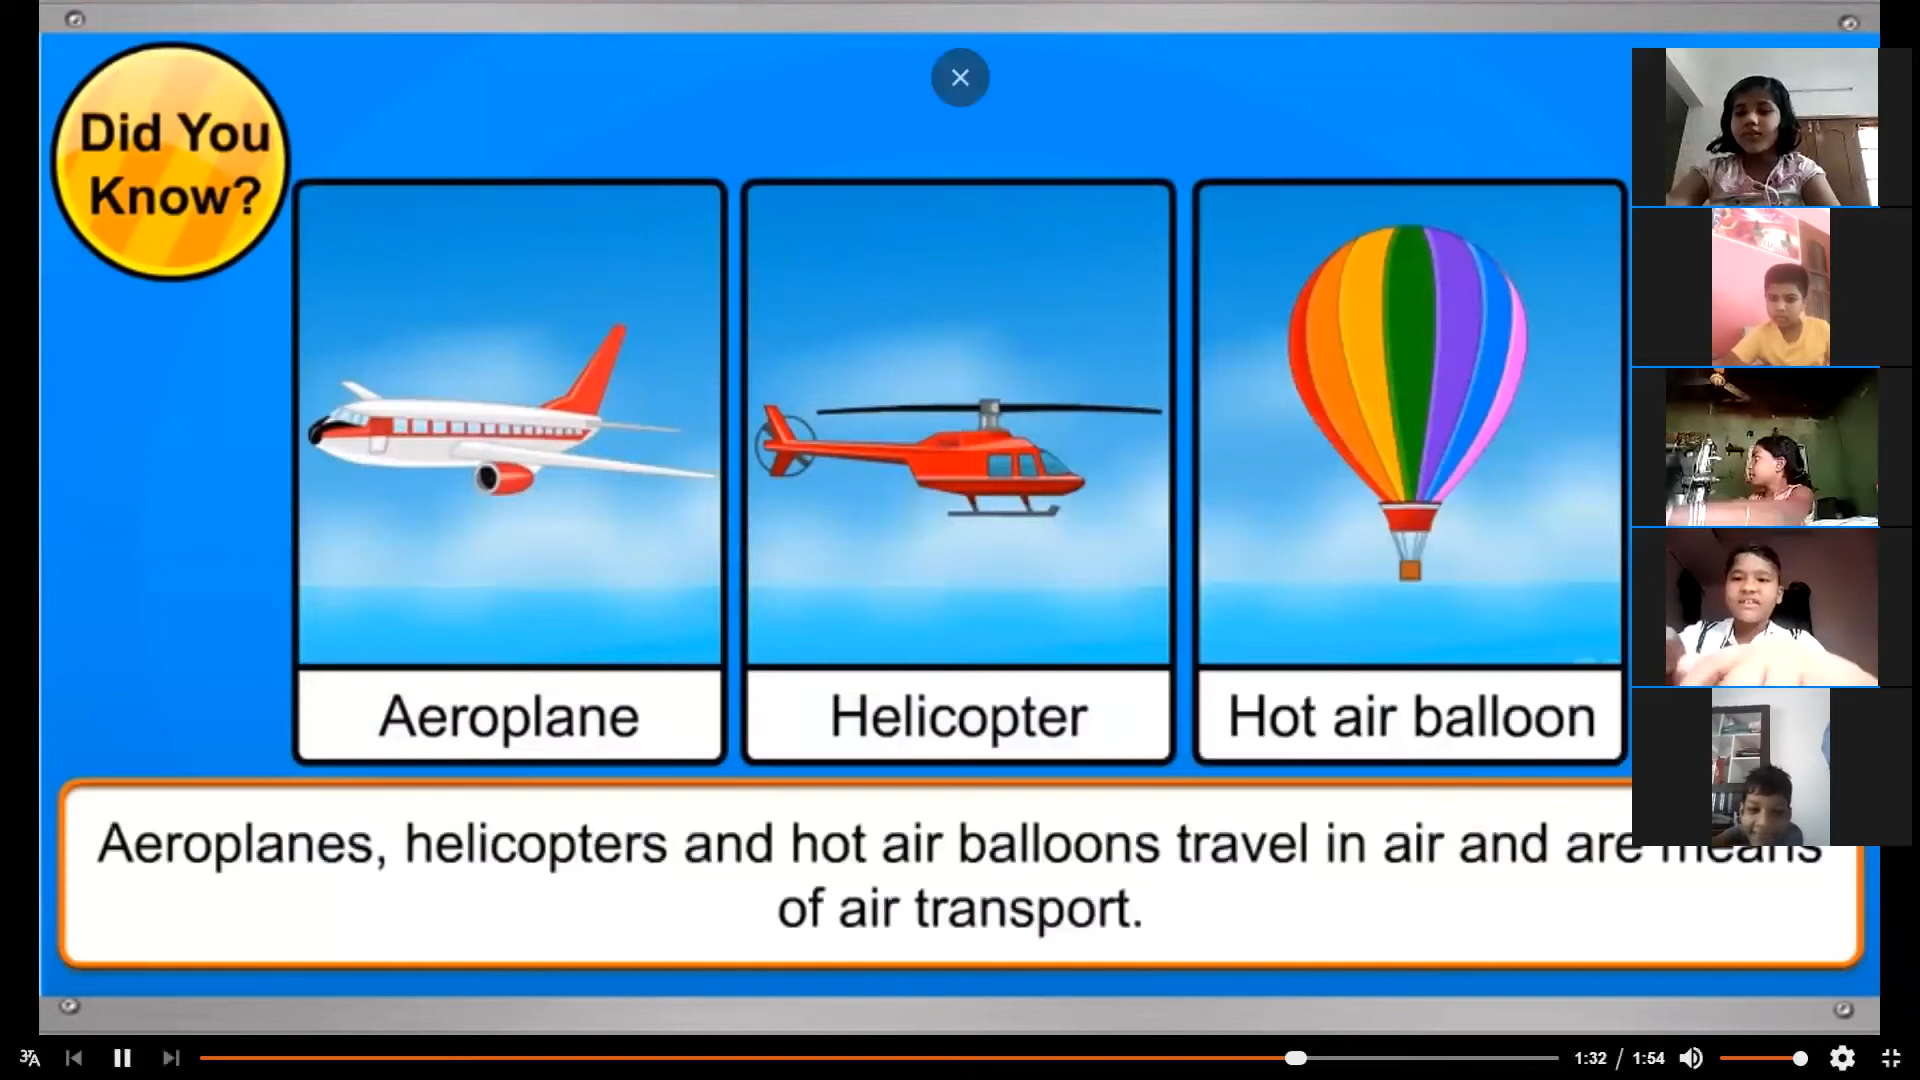 Did You
Know?
Aeroplane
Helicopter
Hot air balloon
Aeroplanes, helicopters and hot air balloons travel in air and are means
of air transport.
1:32 / 1:54